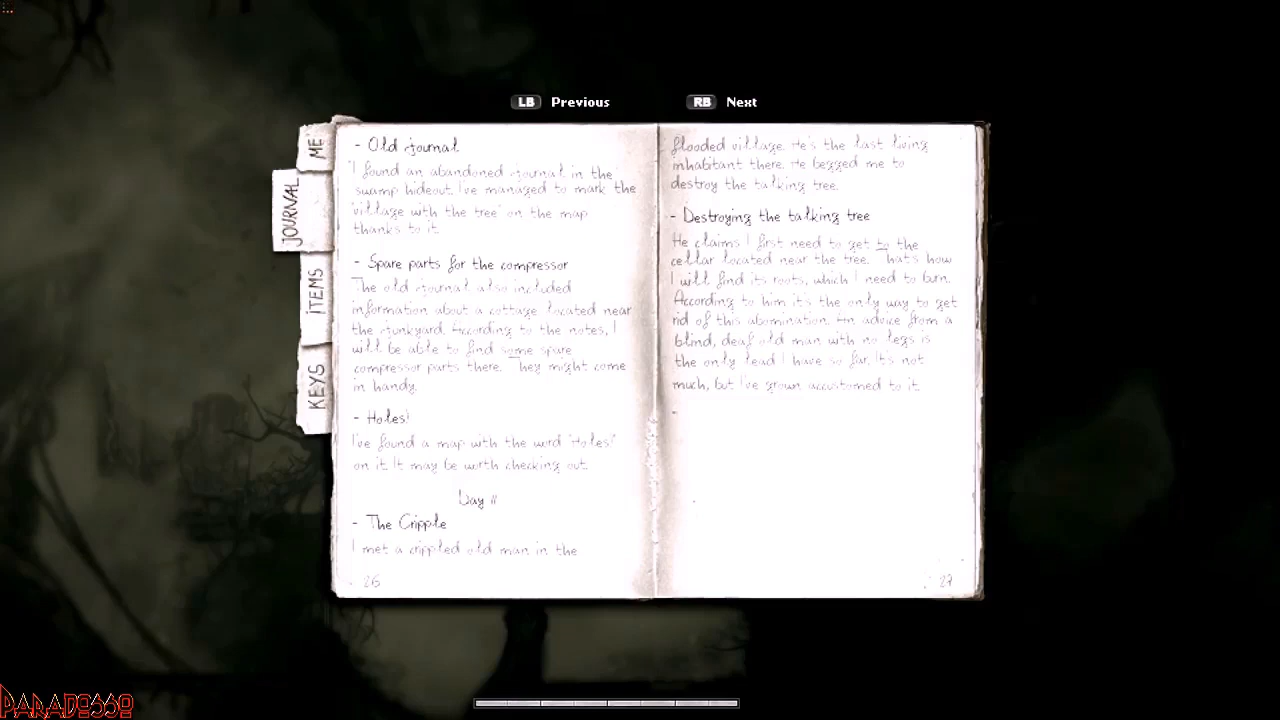 LB Previous
RB Next
ME
JOURNAL
ITEMS
KEYS
- Old journal
I found an abandoned journal in the
swamp hideout. I've managed to mark the
'village with the tree' on the map
thanks to it.
- Spare parts for the compressor
The old journal also included
information about a cottage located near
the junkyard. According to the notes, I
will be able to find some spare
compressor parts there. They might come
in handy.
- Holes!
I've found a map with the word 'Holes!'
on it. It may be worth checking out.
Day 11
- The Cripple
I met a crippled old man in the
26
flooded village. He's the last living
inhabitant there. He begged me to
destroy the talking tree.
- Destroying the talking tree
He claims I first need to get to the
cellar located near the tree. That's how
I will find its roots, which I need to burn.
According to him it's the only way to get
rid of this abomination. An advice from a
blind, deaf old man with no legs is
the only lead I have so far. It's not
much, but I've grown accustomed to it.
-
27
PARADOSSO